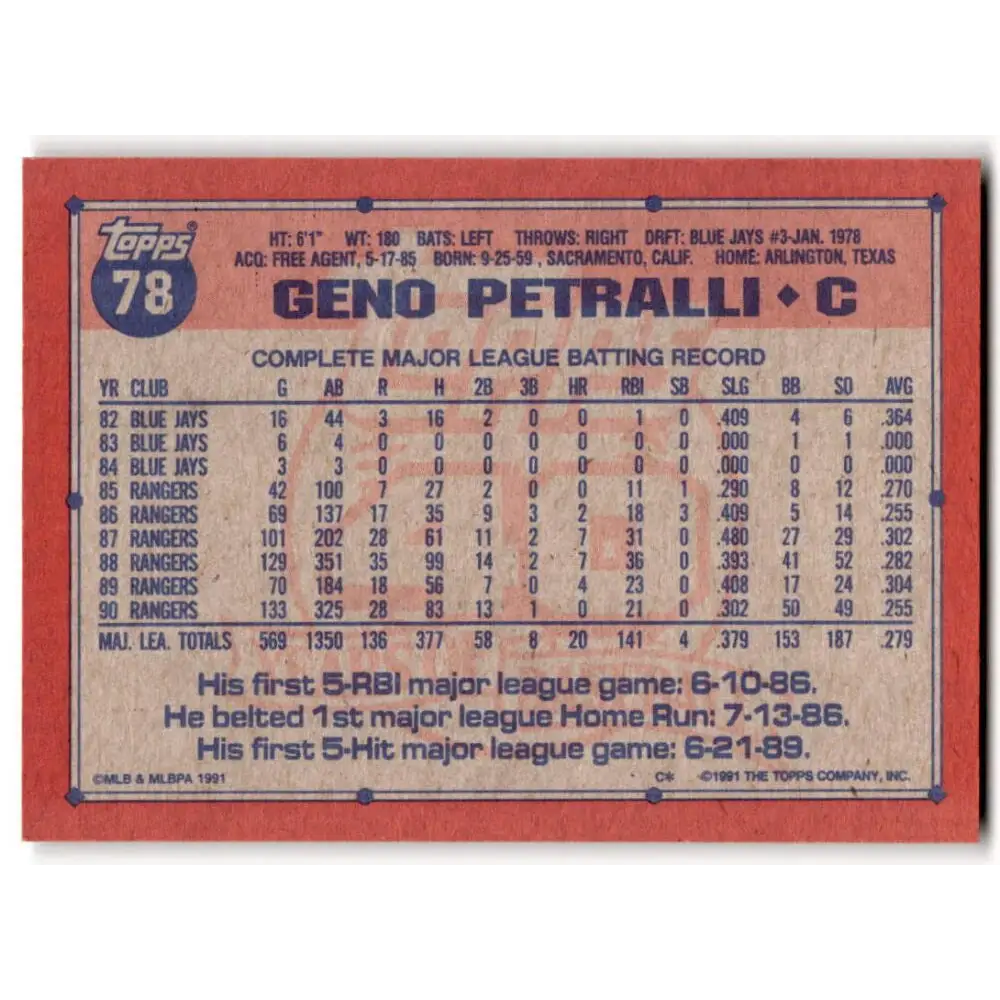 topps®
78
HT: 6'1" WT: 180 BATS: LEFT THROWS: RIGHT DRFT: BLUE JAYS #3-JAN. 1978
ACQ: FREE AGENT, 5-17-85 BORN: 9-25-59 , SACRAMENTO, CALIF. HOME: ARLINGTON, TEXAS
GENO PETRALLI ◆ C
COMPLETE MAJOR LEAGUE BATTING RECORD
YR CLUB G AB R H 2B 3B HR RBI SB SLG BB SO AVG
82 BLUE JAYS 16 44 3 16 2 0 0 1 0 .409 4 6 .364
83 BLUE JAYS 6 4 0 0 0 0 0 0 0 .000 1 1 .000
84 BLUE JAYS 3 3 0 0 0 0 0 0 0 .000 0 0 .000
85 RANGERS 42 100 7 27 2 0 0 11 1 .290 8 12 .270
86 RANGERS 69 137 17 35 9 3 2 18 3 .409 5 14 .255
87 RANGERS 101 202 28 61 11 2 7 31 0 .480 27 29 .302
88 RANGERS 129 351 35 99 14 2 7 36 0 .393 41 52 .282
89 RANGERS 70 184 18 56 7 0 4 23 0 .408 17 24 .304
90 RANGERS 133 325 28 83 13 1 0 21 0 .302 50 49 .255
MAJ. LEA. TOTALS 569 1350 136 377 58 8 20 141 4 .379 153 187 .279
His first 5-RBI major league game: 6-10-86.
He belted 1st major league Home Run: 7-13-86.
His first 5-Hit major league game: 6-21-89.
©MLB & MLBPA 1991 C* ©1991 THE TOPPS COMPANY, INC.